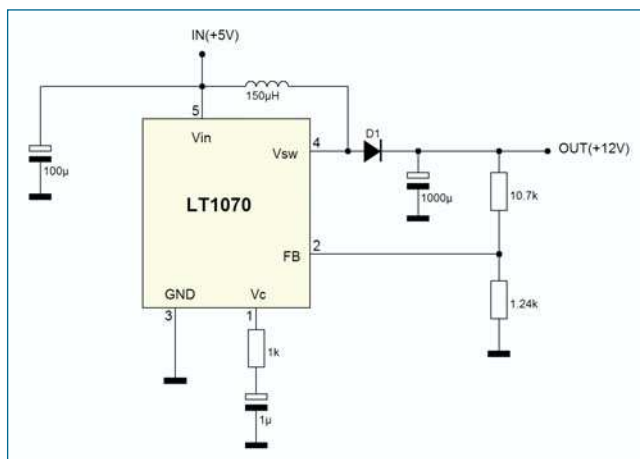 IN(+5V)
150µH
5
Vin
4
D1
Vsw
OUT(+12V)
100µ
1000µ
10.7k
LT1070
2
FB
GND
Vc
3
1
1.24k
1k
1µ